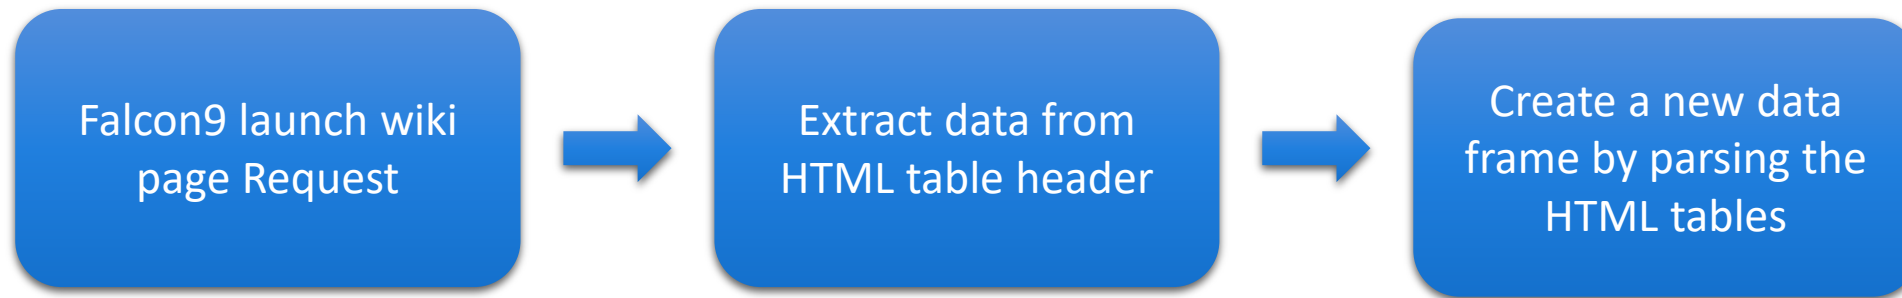 Falcon9 launch wiki
page Request
Extract data from
HTML table header
Create a new data
frame by parsing the
HTML tables